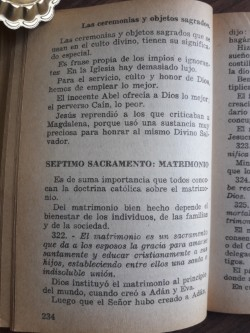 Las ceremonias y objetos sagrados
Las ceremonias y objetos sagrados que se
usan en el culto divino, tienen su significa-
do especial.
Es frase propia de los impíos e ignoran-
tes: En la Iglesia hay demasiado lujo.
Para el servicio, culto y honor de Dios
hemos de emplear lo mejor.
El inocente Abel ofrecía a Dios lo mejor,
el perverso Caín, lo peor.
Jesús reprendió a los que criticaban a
Magdalena, porque usó una sustancia muy
preciosa para honrar al mismo Divino Sal-
vador.
SEPTIMO SACRAMENTO: MATRIMONIO
Es de suma importancia que todos conoz-
can la doctrina católica sobre el matrimo-
nio.
Del matrimonio bien hecho depende el
bienestar de los individuos, de las familias
y de la sociedad.
322. - El matrimonio es un sacramento
que da a los esposos la gracia para amarse
santamente y educar cristianamente a sus
hijos, estableciendo entre ellos una santa e
indisoluble unión.
Dios instituyó el matrimonio al principio
del mundo, cuando creó a Adán y Eva.
Luego que el Señor hubo creado a Adán,
234